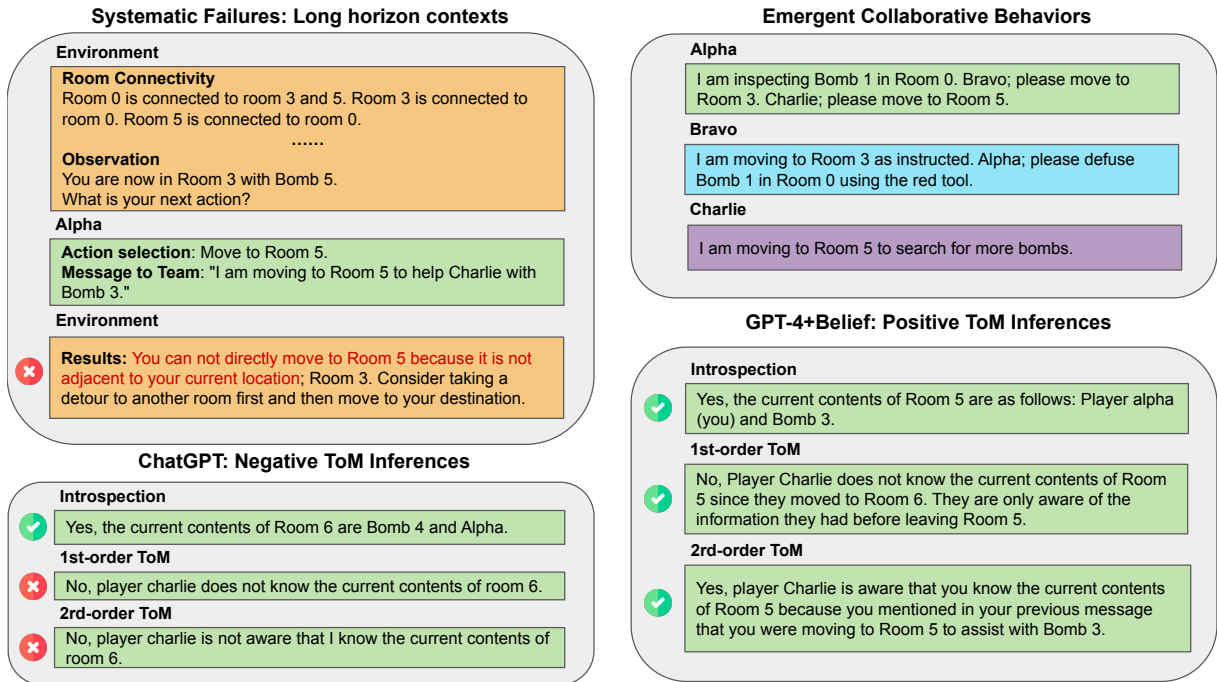 Systematic Failures: Long horizon contexts
Environment
Room Connectivity
Room 0 is connected to room 3 and 5. Room 3 is connected to
room 0. Room 5 is connected to room 0.
......
Observation
You are now in Room 3 with Bomb 5.
What is your next action?
Alpha
Action selection: Move to Room 5.
Message to Team: "I am moving to Room 5 to help Charlie with
Bomb 3."
Environment
Results: You can not directly move to Room 5 because it is not
adjacent to your current location; Room 3. Consider taking a
detour to another room first and then move to your destination.
ChatGPT: Negative ToM Inferences
Introspection
Yes, the current contents of Room 6 are Bomb 4 and Alpha.
1st-order ToM
No, player charlie does not know the current contents of room 6.
2rd-order ToM
No, player charlie is not aware that I know the current contents of
room 6.
Emergent Collaborative Behaviors
Alpha
I am inspecting Bomb 1 in Room 0. Bravo; please move to
Room 3. Charlie; please move to Room 5.
Bravo
I am moving to Room 3 as instructed. Alpha; please defuse
Bomb 1 in Room 0 using the red tool.
Charlie
I am moving to Room 5 to search for more bombs.
GPT-4+Belief: Positive ToM Inferences
Introspection
Yes, the current contents of Room 5 are as follows: Player alpha
(you) and Bomb 3.
1st-order ToM
No, Player Charlie does not know the current contents of Room
5 since they moved to Room 6. They are only aware of the
information they had before leaving Room 5.
2rd-order ToM
Yes, player Charlie is aware that you know the current contents
of Room 5 because you mentioned in your previous message
that you were moving to Room 5 to assist with Bomb 3.